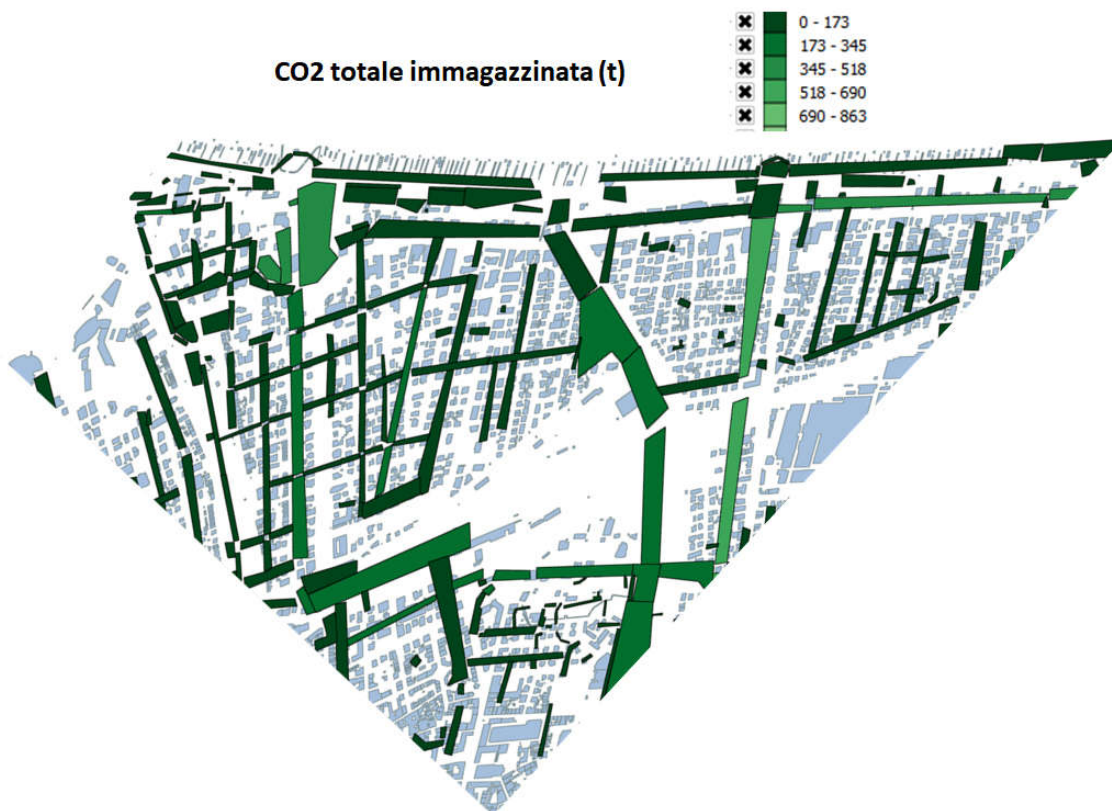 CO2 totale immagazzinata (t)
0 - 173
173 - 345
345 - 518
518 - 690
690 - 863